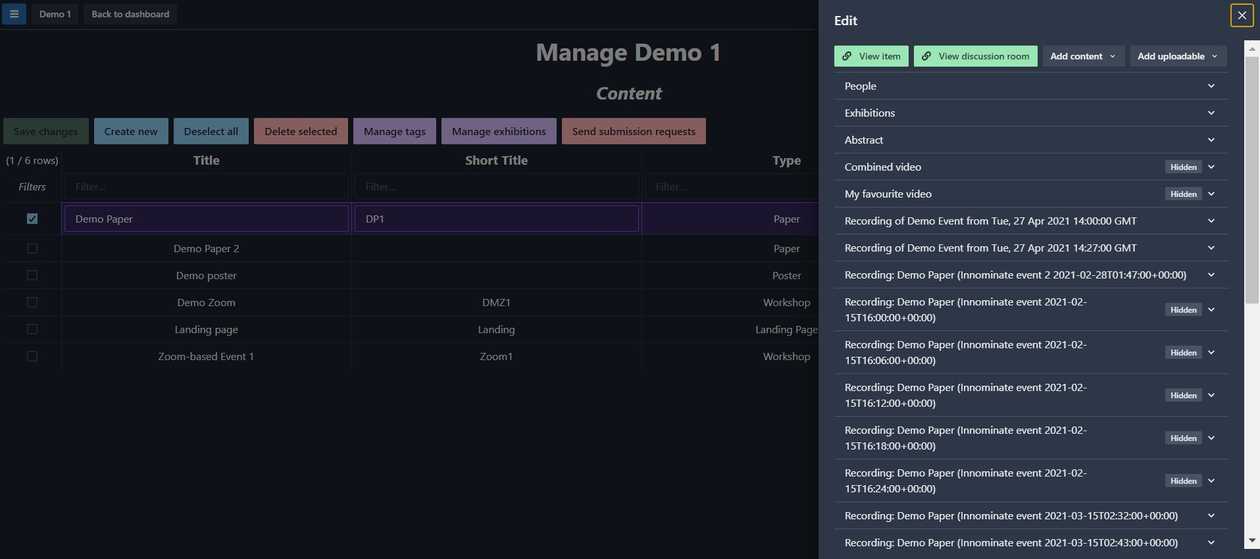 Demo 1
Back to dashboard
Manage Demo 1
Content
Save changes
Create new
Deselect all
Delete selected
Manage tags
Manage exhibitions
Send submission requests
(1 / 6 rows)
Title
Short Title
Type
Filters
Filter...
Filter...
Filter...
Demo Paper
DP1
Paper
Demo Paper 2
Paper
Demo poster
Poster
Demo Zoom
DMZ1
Workshop
Landing page
Landing
Landing Page
Zoom-based Event 1
Zoom1
Workshop
Edit
View item
View discussion room
Add content
Add uploadable
People
Exhibitions
Abstract
Combined video
Hidden
My favourite video
Hidden
Recording of Demo Event from Tue, 27 Apr 2021 14:00:00 GMT
Recording of Demo Event from Tue, 27 Apr 2021 14:27:00 GMT
Recording: Demo Paper (Innominate event 2 2021-02-28T01:47:00+00:00)
Recording: Demo Paper (Innominate event 2021-02-
15T16:00:00+00:00)
Hidden
Recording: Demo Paper (Innominate event 2021-02-
15T16:06:00+00:00)
Hidden
Recording: Demo Paper (Innominate event 2021-02-
15T16:12:00+00:00)
Hidden
Recording: Demo Paper (Innominate event 2021-02-
15T16:18:00+00:00)
Hidden
Recording: Demo Paper (Innominate event 2021-02-
15T16:24:00+00:00)
Hidden
Recording: Demo Paper (Innominate event 2021-03-15T02:32:00+00:00)
Recording: Demo Paper (Innominate event 2021-03-15T02:43:00+00:00)